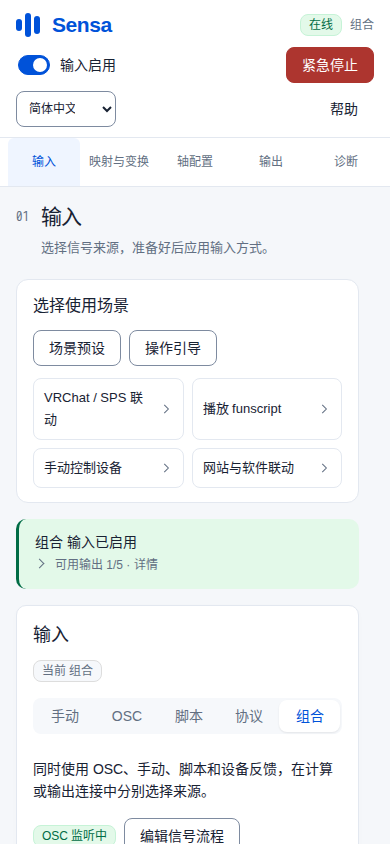 Sensa
在线 组合
输入启用
紧急停止
简体中文
帮助
输入 映射与变换 轴配置 输出 诊断
01 输入
选择信号来源，准备好后应用输入方式。
选择使用场景
场景预设 操作引导
VRChat / SPS 联动
播放 funscript
手动控制设备
网站与软件联动
组合 输入已启用
可用输出 1/5 · 详情
输入
当前 组合
手动 OSC 脚本 协议 组合
同时使用 OSC、手动、脚本和设备反馈，在计算
或输出连接中分别选择来源。
OSC 监听中 编辑信号流程